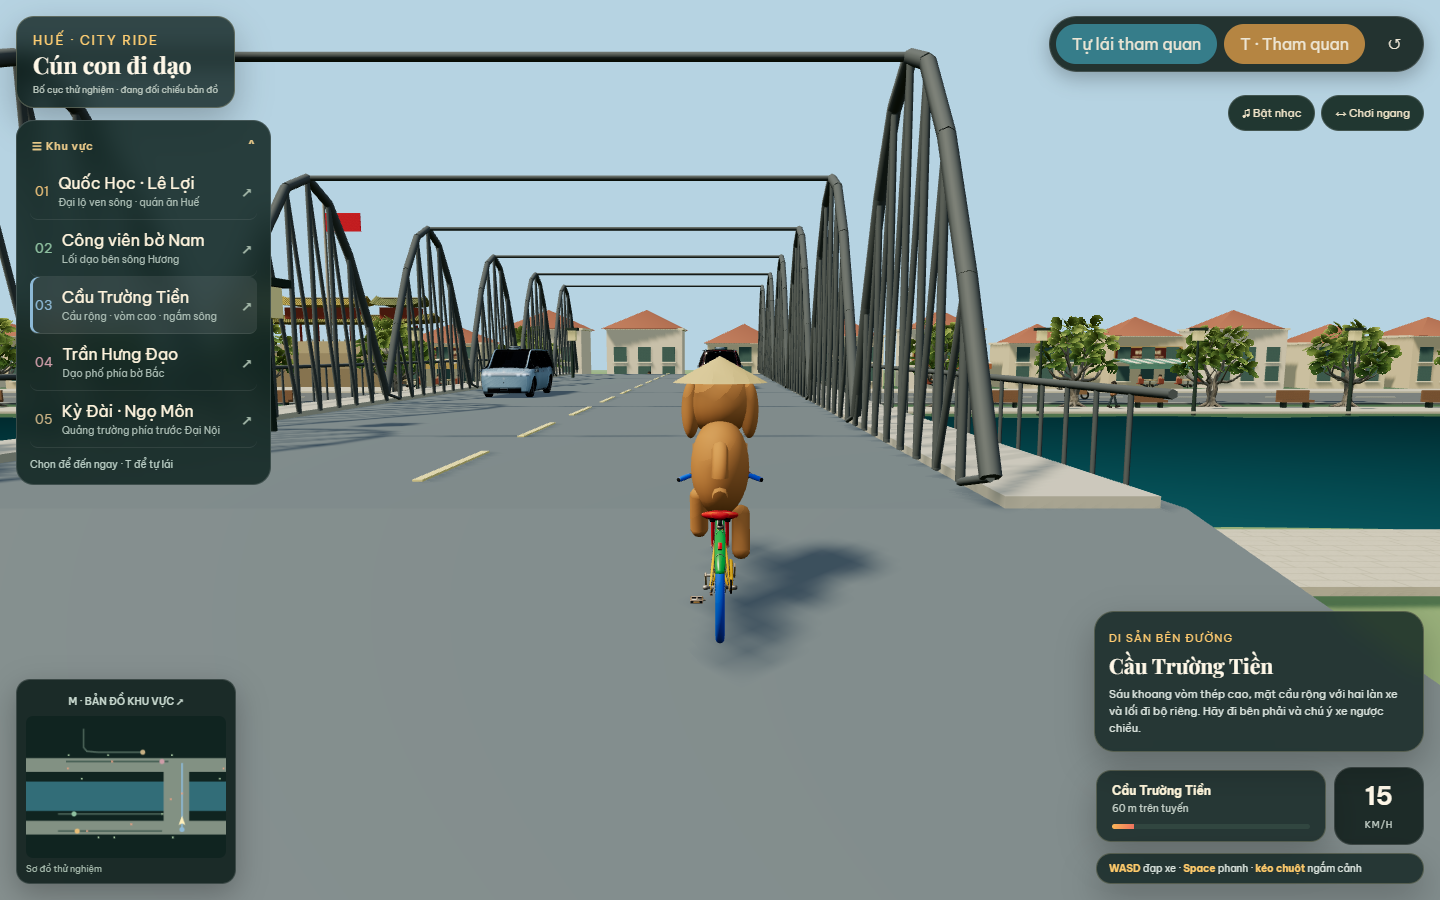 HUẾ · CITY RIDE
Cún con đi dạo
Bố cục thử nghiệm · đang đối chiếu bản đồ
☰ Khu vực
01 Quốc Học · Lê Lợi ↗
Đại lộ ven sông · quán ăn Huế
02 Công viên bờ Nam ↗
Lối dạo bên sông Hương
03 Cầu Trường Tiền ↗
Cầu rộng · vòm cao · ngắm sông
04 Trần Hưng Đạo ↗
Dạo phố phía bờ Bắc
05 Kỳ Đài · Ngọ Môn ↗
Quảng trường phía trước Đại Nội
Chọn để đến ngay · T để tự lái
Tự lái tham quan
T · Tham quan
↺
♫ Bật nhạc
↔ Chơi ngang
M · BẢN ĐỒ KHU VỰC ↗
Sơ đồ thử nghiệm
DI SẢN BÊN ĐƯỜNG
Cầu Trường Tiền
Sáu khoang vòm thép cao, mặt cầu rộng với hai làn xe
và lối đi bộ riêng. Hãy đi bên phải và chú ý xe ngược
chiều.
Cầu Trường Tiền
60 m trên tuyến
15
KM/H
WASD đạp xe · Space phanh · kéo chuột ngắm cảnh